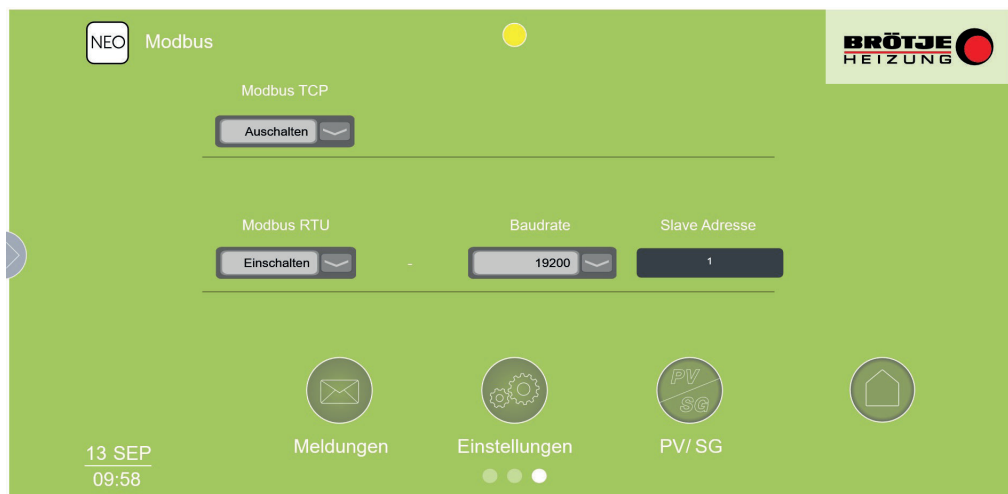 NEO Modbus
BRÖTJE
HEIZUNG
Modbus TCP
Auschalten
Modbus RTU
Baudrate
Slave Adresse
Einschalten
-
19200
1
PV
SG
Meldungen
Einstellungen
PV/ SG
13 SEP
09:58